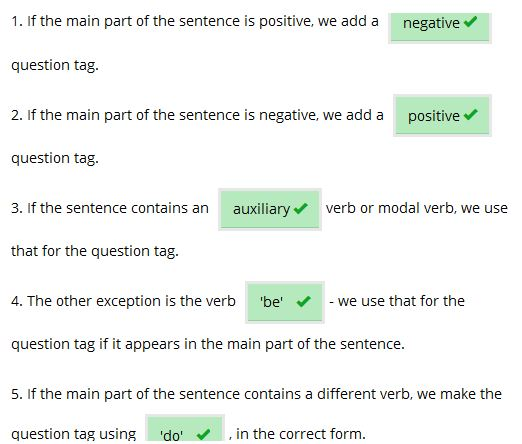 1. If the main part of the sentence is positive, we add a negative ✔
question tag.
2. If the main part of the sentence is negative, we add a positive ✔
question tag.
3. If the sentence contains an auxiliary ✔ verb or modal verb, we use
that for the question tag.
4. The other exception is the verb 'be' ✔ - we use that for the
question tag if it appears in the main part of the sentence.
5. If the main part of the sentence contains a different verb, we make the
question tag using 'do' ✔ , in the correct form.